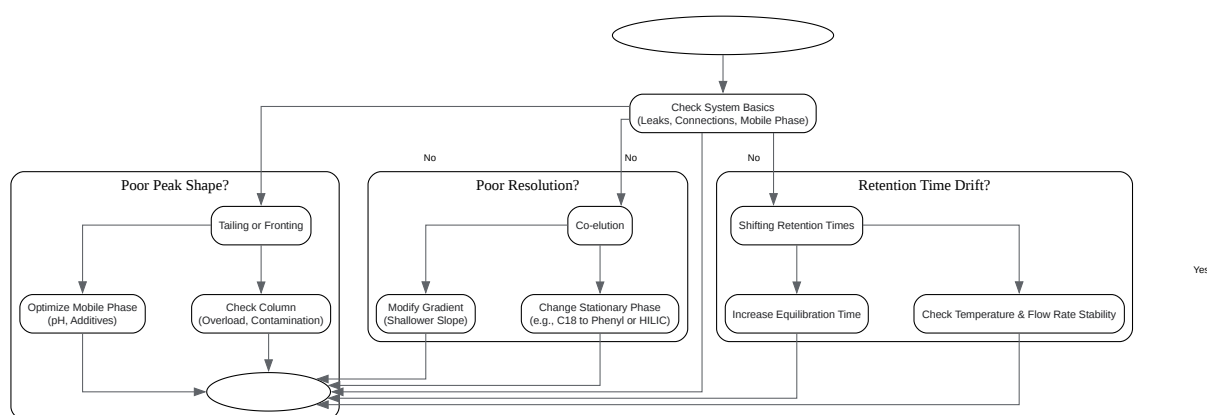 Check System Basics
(Leaks, Connections, Mobile Phase)
No
No
No
Poor Peak Shape?
Poor Resolution?
Retention Time Drift?
Tailing or Fronting
Co-elution
Shifting Retention Times
Yes
Optimize Mobile Phase
(pH, Additives)
Check Column
(Overload, Contamination)
Modify Gradient
(Shallower Slope)
Change Stationary Phase
(e.g., C18 to Phenyl or HILIC)
Increase Equilibration Time
Check Temperature & Flow Rate Stability